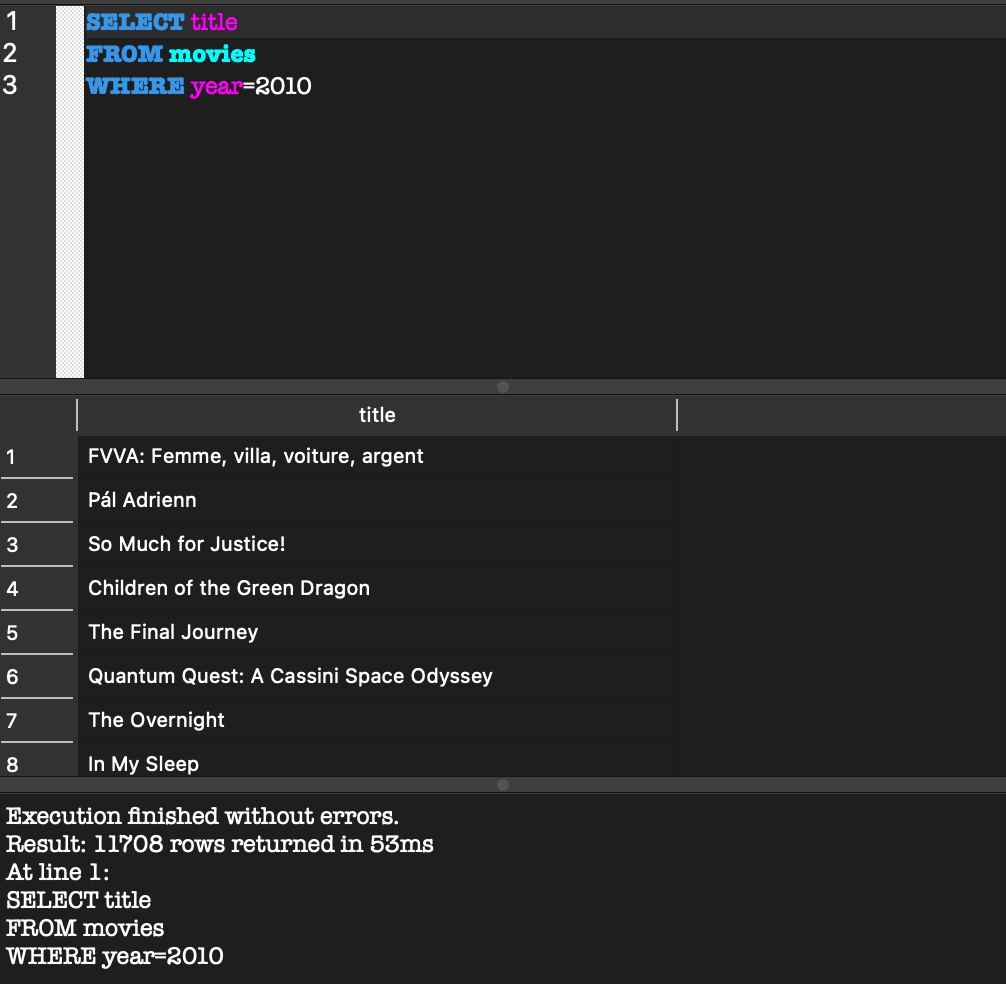 1 SELECT title
2 FROM movies
3 WHERE year=2010
title
1 FVVA: Femme, villa, voiture, argent
2 Pál Adrienn
3 So Much for Justice!
4 Children of the Green Dragon
5 The Final Journey
6 Quantum Quest: A Cassini Space Odyssey
7 The Overnight
8 In My Sleep
Execution finished without errors.
Result: 11708 rows returned in 53ms
At line 1:
SELECT title
FROM movies
WHERE year=2010